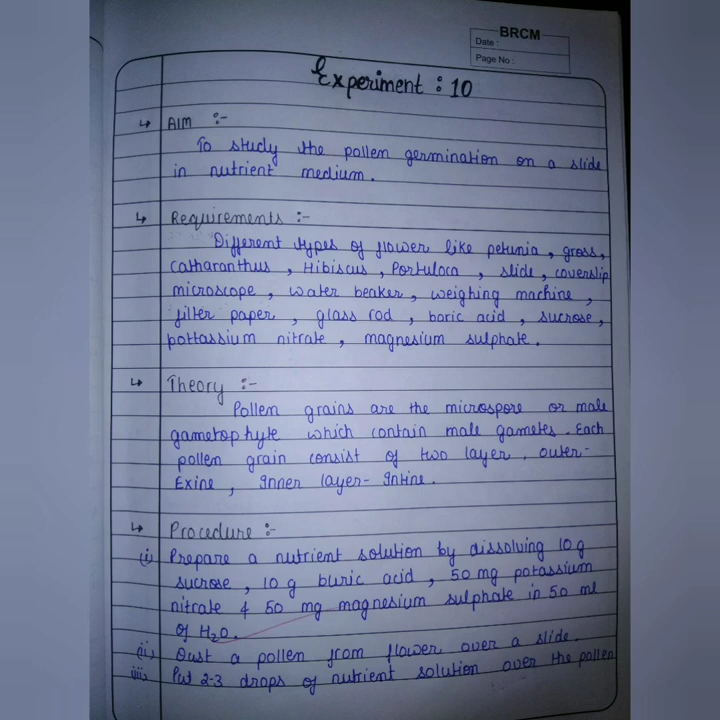 BRCM
Date :
Page No :
Experiment : 10
↳ AIM :-
To study the pollen germination on a slide
in nutrient medium.
↳ Requirements :-
Different types of flower like petunia, grass,
catharanthus, Hibiscus, Portuloca, slide, coverslip
microscope, water beaker, weighing machine,
filter paper, glass rod, boric acid, sucrose,
pottassium nitrate, magnesium sulphate.
↳ Theory :-
Pollen grains are the microspore or male
gametophyte which contain male gametes. Each
pollen grain consist of two layer. outer-
Exine, Inner layer- Intine.
↳ Procedure :-
(i) Prepare a nutrient solution by dissolving 10 g
sucrose, 10 g buric acid, 50 mg potassium
nitrate & 50 mg magnesium sulphate in 50 ml
of H₂O.
(ii) Dust a pollen from flower over a slide.
(iii) Put 2-3 drops of nutrient solution over the pollen